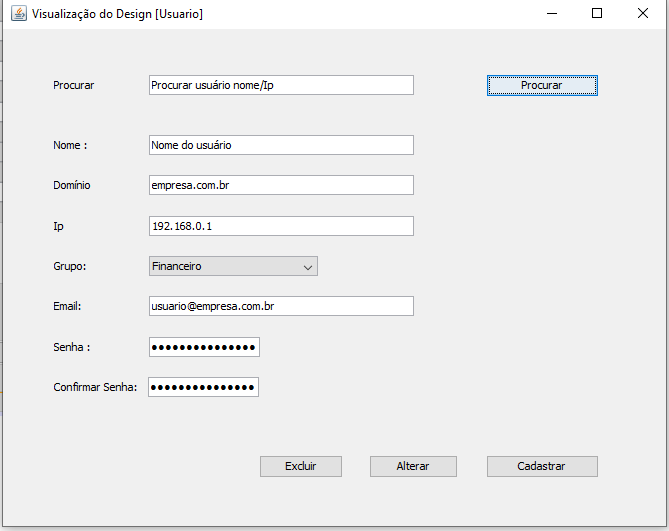 Visualização do Design [Usuario]
Procurar Procurar usuário nome/Ip Procurar
Nome : Nome do usuário
Domínio empresa.com.br
Ip 192.168.0.1
Grupo: Financeiro
Email: usuario@empresa.com.br
Senha : ●●●●●●●●●●●●●●●
Confirmar Senha: ●●●●●●●●●●●●●●●
Excluir Alterar Cadastrar